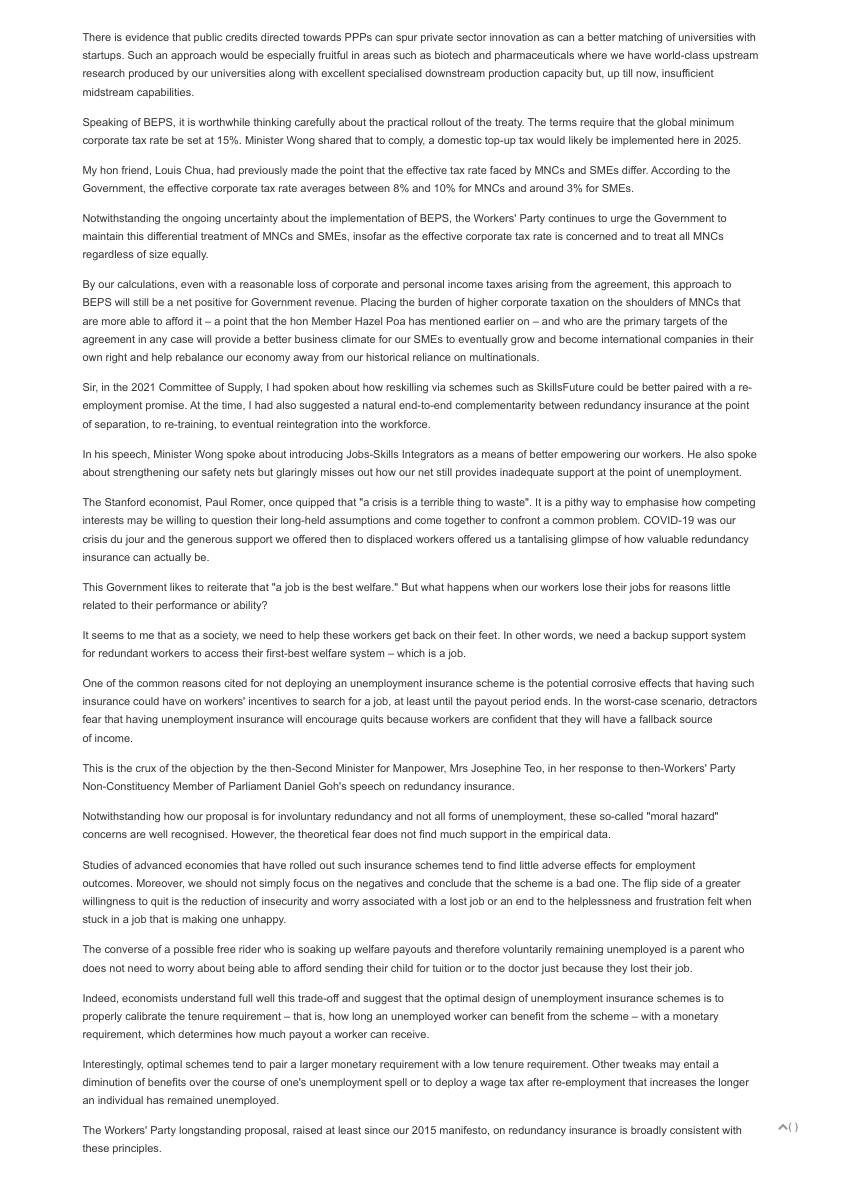 There is evidence that public credits directed towards PPPs can spur private sector innovation as can a better matching of universities with
startups. Such an approach would be especially fruitful in areas such as biotech and pharmaceuticals where we have world-class upstream
research produced by our universities along with excellent specialised downstream production capacity but, up till now, insufficient
midstream capabilities.
Speaking of BEPS, it is worthwhile thinking carefully about the practical rollout of the treaty. The terms require that the global minimum
corporate tax rate be set at 15%. Minister Wong shared that to comply, a domestic top-up tax would likely be implemented here in 2025.
My hon friend, Louis Chua, had previously made the point that the effective tax rate faced by MNCs and SMEs differ. According to the
Government, the effective corporate tax rate averages between 8% and 10% for MNCs and around 3% for SMEs.
Notwithstanding the ongoing uncertainty about the implementation of BEPS, the Workers' Party continues to urge the Government to
maintain this differential treatment of MNCs and SMEs, insofar as the effective corporate tax rate is concerned and to treat all MNCs
regardless of size equally.
By our calculations, even with a reasonable loss of corporate and personal income taxes arising from the agreement, this approach to
BEPS will still be a net positive for Government revenue. Placing the burden of higher corporate taxation on the shoulders of MNCs that
are more able to afford it – a point that the hon Member Hazel Poa has mentioned earlier on – and who are the primary targets of the
agreement in any case will provide a better business climate for our SMEs to eventually grow and become international companies in their
own right and help rebalance our economy away from our historical reliance on multinationals.
Sir, in the 2021 Committee of Supply, I had spoken about how reskilling via schemes such as SkillsFuture could be better paired with a re-
employment promise. At the time, I had also suggested a natural end-to-end complementarity between redundancy insurance at the point
of separation, to re-training, to eventual reintegration into the workforce.
In his speech, Minister Wong spoke about introducing Jobs-Skills Integrators as a means of better empowering our workers. He also spoke
about strengthening our safety nets but glaringly misses out how our net still provides inadequate support at the point of unemployment.
The Stanford economist, Paul Romer, once quipped that "a crisis is a terrible thing to waste". It is a pithy way to emphasise how competing
interests may be willing to question their long-held assumptions and come together to confront a common problem. COVID-19 was our
crisis du jour and the generous support we offered then to displaced workers offered us a tantalising glimpse of how valuable redundancy
insurance can actually be.
This Government likes to reiterate that "a job is the best welfare." But what happens when our workers lose their jobs for reasons little
related to their performance or ability?
It seems to me that as a society, we need to help these workers get back on their feet. In other words, we need a backup support system
for redundant workers to access their first-best welfare system – which is a job.
One of the common reasons cited for not deploying an unemployment insurance scheme is the potential corrosive effects that having such
insurance could have on workers' incentives to search for a job, at least until the payout period ends. In the worst-case scenario, detractors
fear that having unemployment insurance will encourage quits because workers are confident that they will have a fallback source
of income.
This is the crux of the objection by the then-Second Minister for Manpower, Mrs Josephine Teo, in her response to then-Workers' Party
Non-Constituency Member of Parliament Daniel Goh's speech on redundancy insurance.
Notwithstanding how our proposal is for involuntary redundancy and not all forms of unemployment, these so-called "moral hazard"
concerns are well recognised. However, the theoretical fear does not find much support in the empirical data.
Studies of advanced economies that have rolled out such insurance schemes tend to find little adverse effects for employment
outcomes. Moreover, we should not simply focus on the negatives and conclude that the scheme is a bad one. The flip side of a greater
willingness to quit is the reduction of insecurity and worry associated with a lost job or an end to the helplessness and frustration felt when
stuck in a job that is making one unhappy.
The converse of a possible free rider who is soaking up welfare payouts and therefore voluntarily remaining unemployed is a parent who
does not need to worry about being able to afford sending their child for tuition or to the doctor just because they lost their job.
Indeed, economists understand full well this trade-off and suggest that the optimal design of unemployment insurance schemes is to
properly calibrate the tenure requirement – that is, how long an unemployed worker can benefit from the scheme – with a monetary
requirement, which determines how much payout a worker can receive.
Interestingly, optimal schemes tend to pair a larger monetary requirement with a low tenure requirement. Other tweaks may entail a
diminution of benefits over the course of one's unemployment spell or to deploy a wage tax after re-employment that increases the longer
an individual has remained unemployed.
The Workers' Party longstanding proposal, raised at least since our 2015 manifesto, on redundancy insurance is broadly consistent with
these principles.
( )